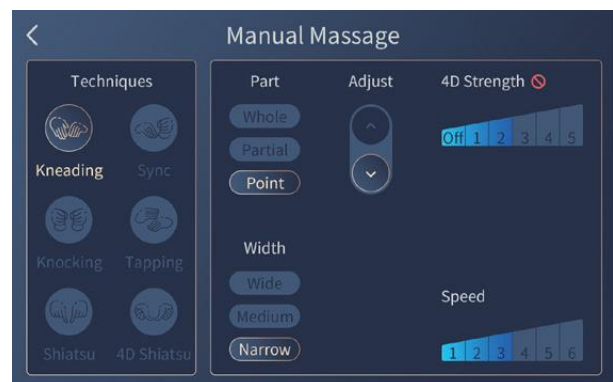 Manual Massage
Techniques
Kneading
Sync
Knocking
Tapping
Shiatsu
4D Shiatsu
Part
Whole
Partial
Point
Adjust
4D Strength
Off 1 2 3 4 5
Width
Wide
Medium
Narrow
Speed
1 2 3 4 5 6